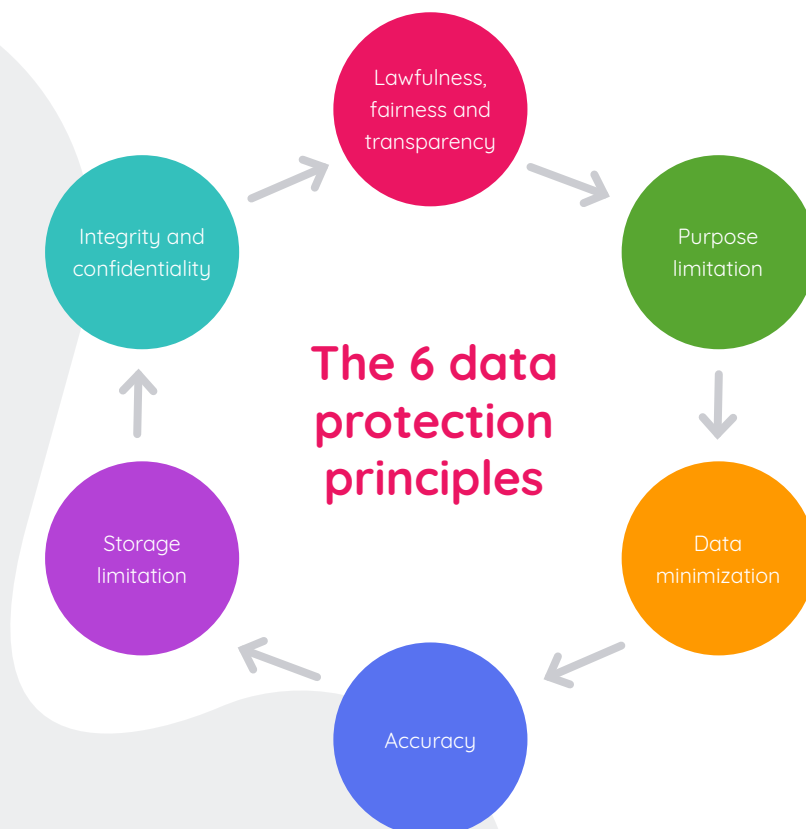 Lawfulness,
fairness and
transparency
Purpose
limitation
Data
minimization
Accuracy
Storage
limitation
Integrity and
confidentiality
The 6 data
protection
principles